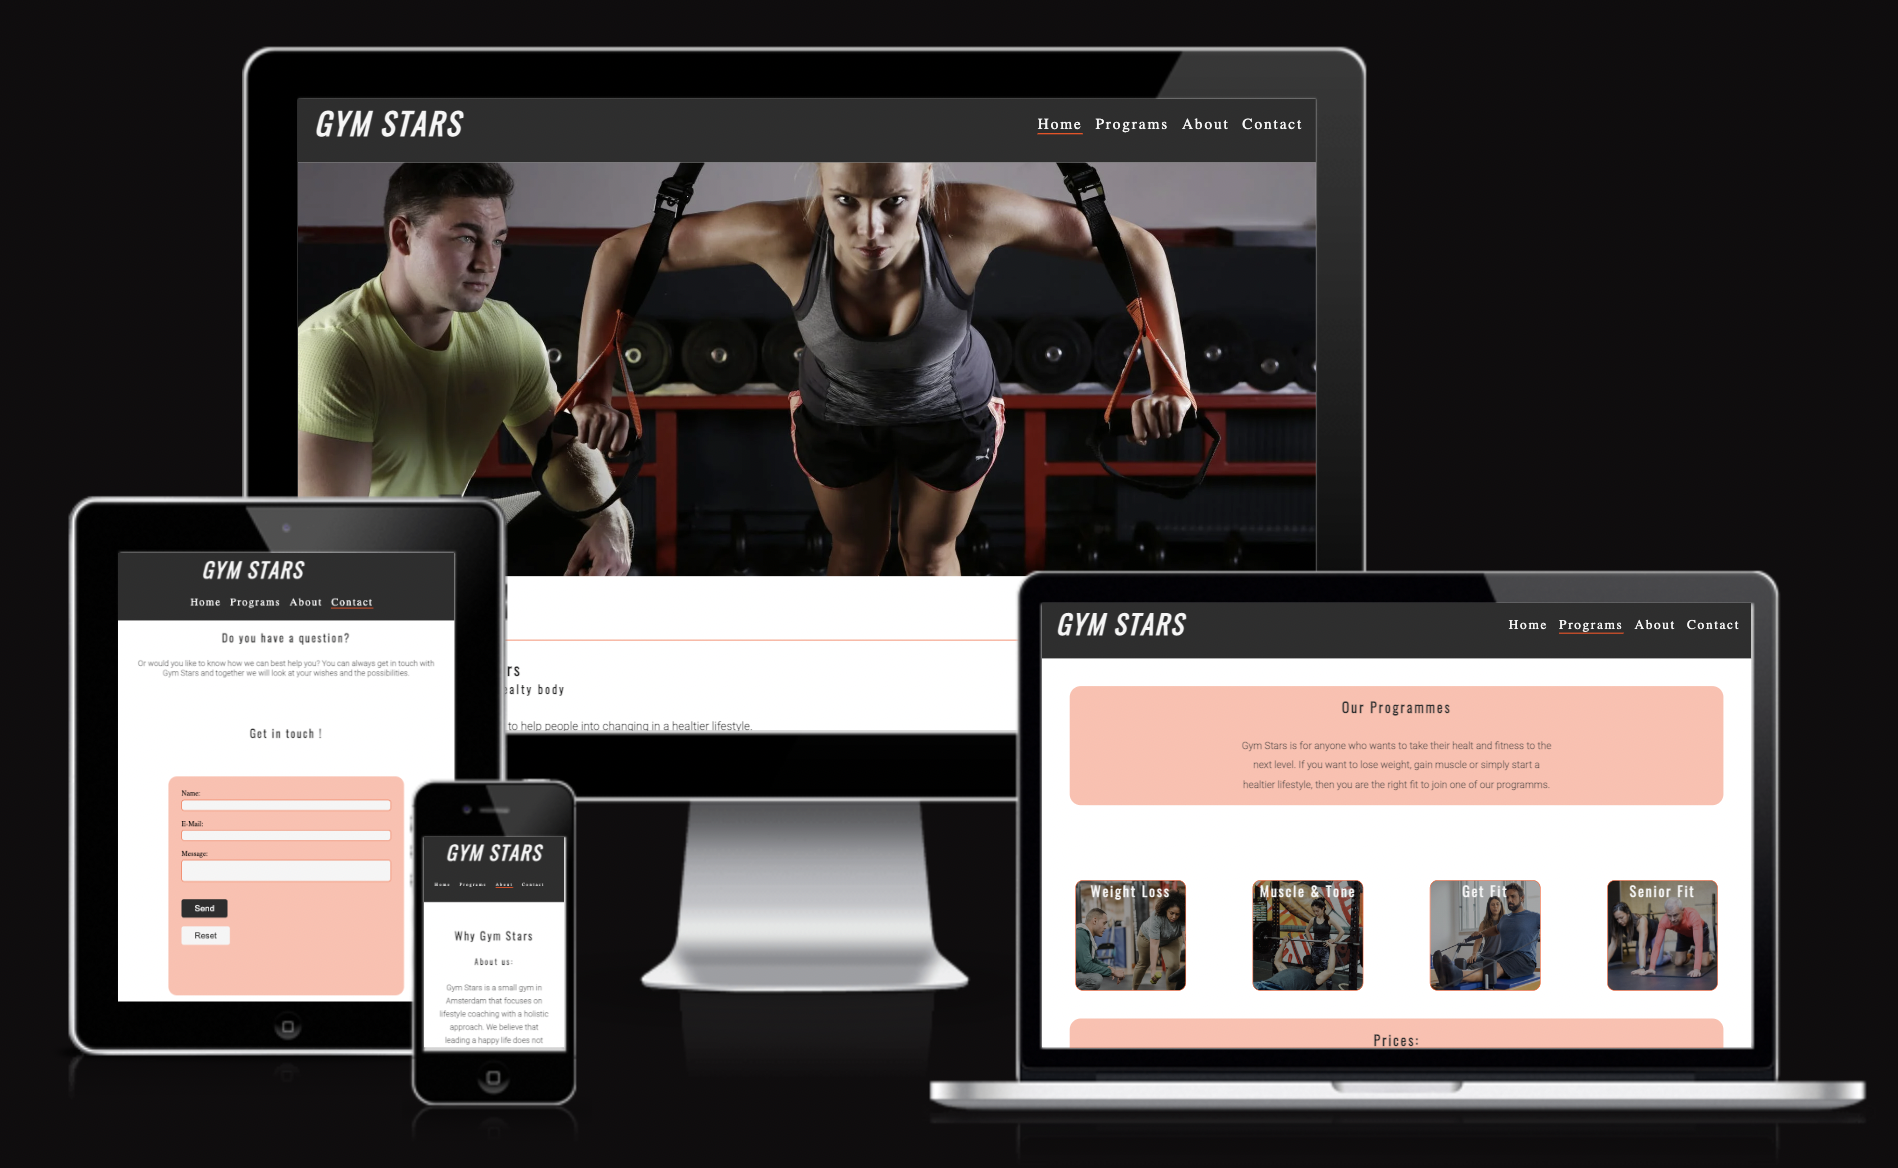 GYM STARS
Home Programs About Contact
rs
ealty body
to help people into changing in a healtier lifestyle.
GYM STARS
Home Programs About Contact
Do you have a question?
Or would you like to know how we can best help you? You can always get in touch with
Gym Stars and together we will look at your wishes and the possibilities.
Get in touch !
Name:
E-Mail:
Message:
Send
Reset
GYM STARS
Home Programs About Contact
Why Gym Stars
About us:
Gym Stars is a small gym in
Amsterdam that focuses on
lifestyle coaching with a holistic
approach. We believe that
leading a happy life does not
GYM STARS
Home Programs About Contact
Our Programmes
Gym Stars is for anyone who wants to take their healt and fitness to the
next level. If you want to lose weight, gain muscle or simply start a
healtier lifestyle, then you are the right fit to join one of our programms.
Weight Loss
Muscle & Tone
Get Fit
Senior Fit
Prices: